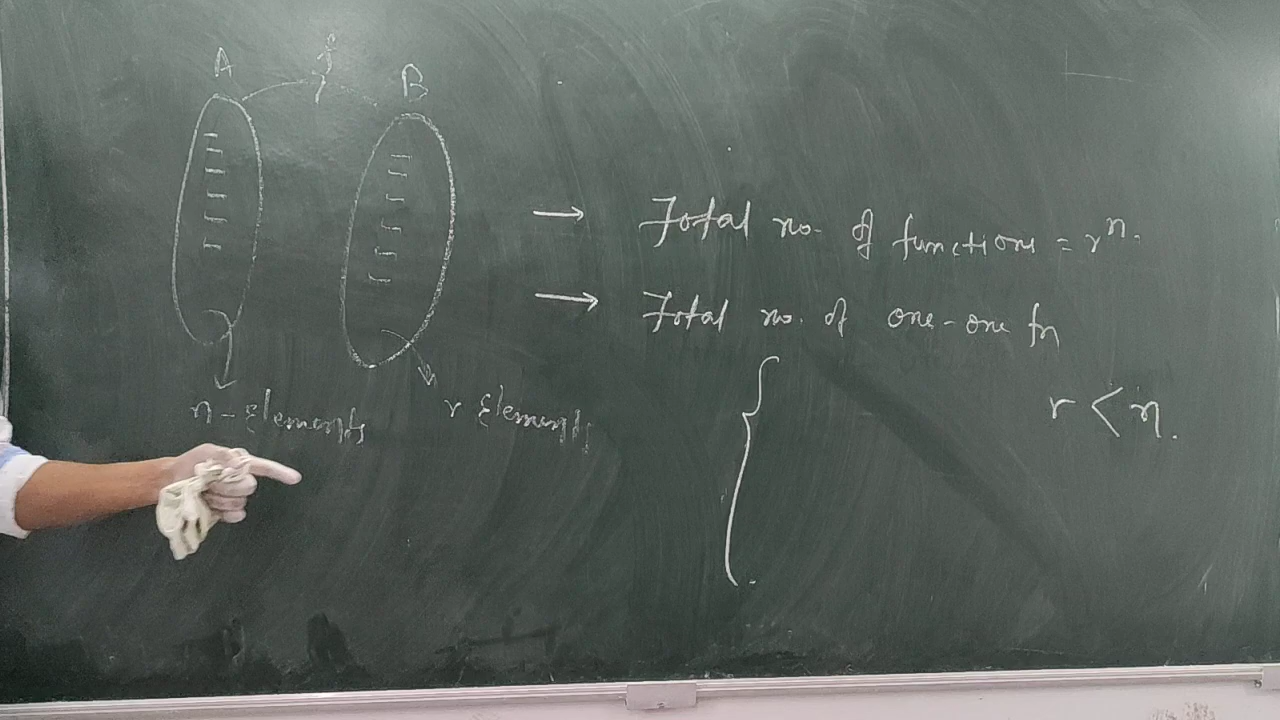 A f B
n - Elements
r Elements
→ Total no. of functions = rⁿ.
→ Total no. of one-one fn
{ r < n.